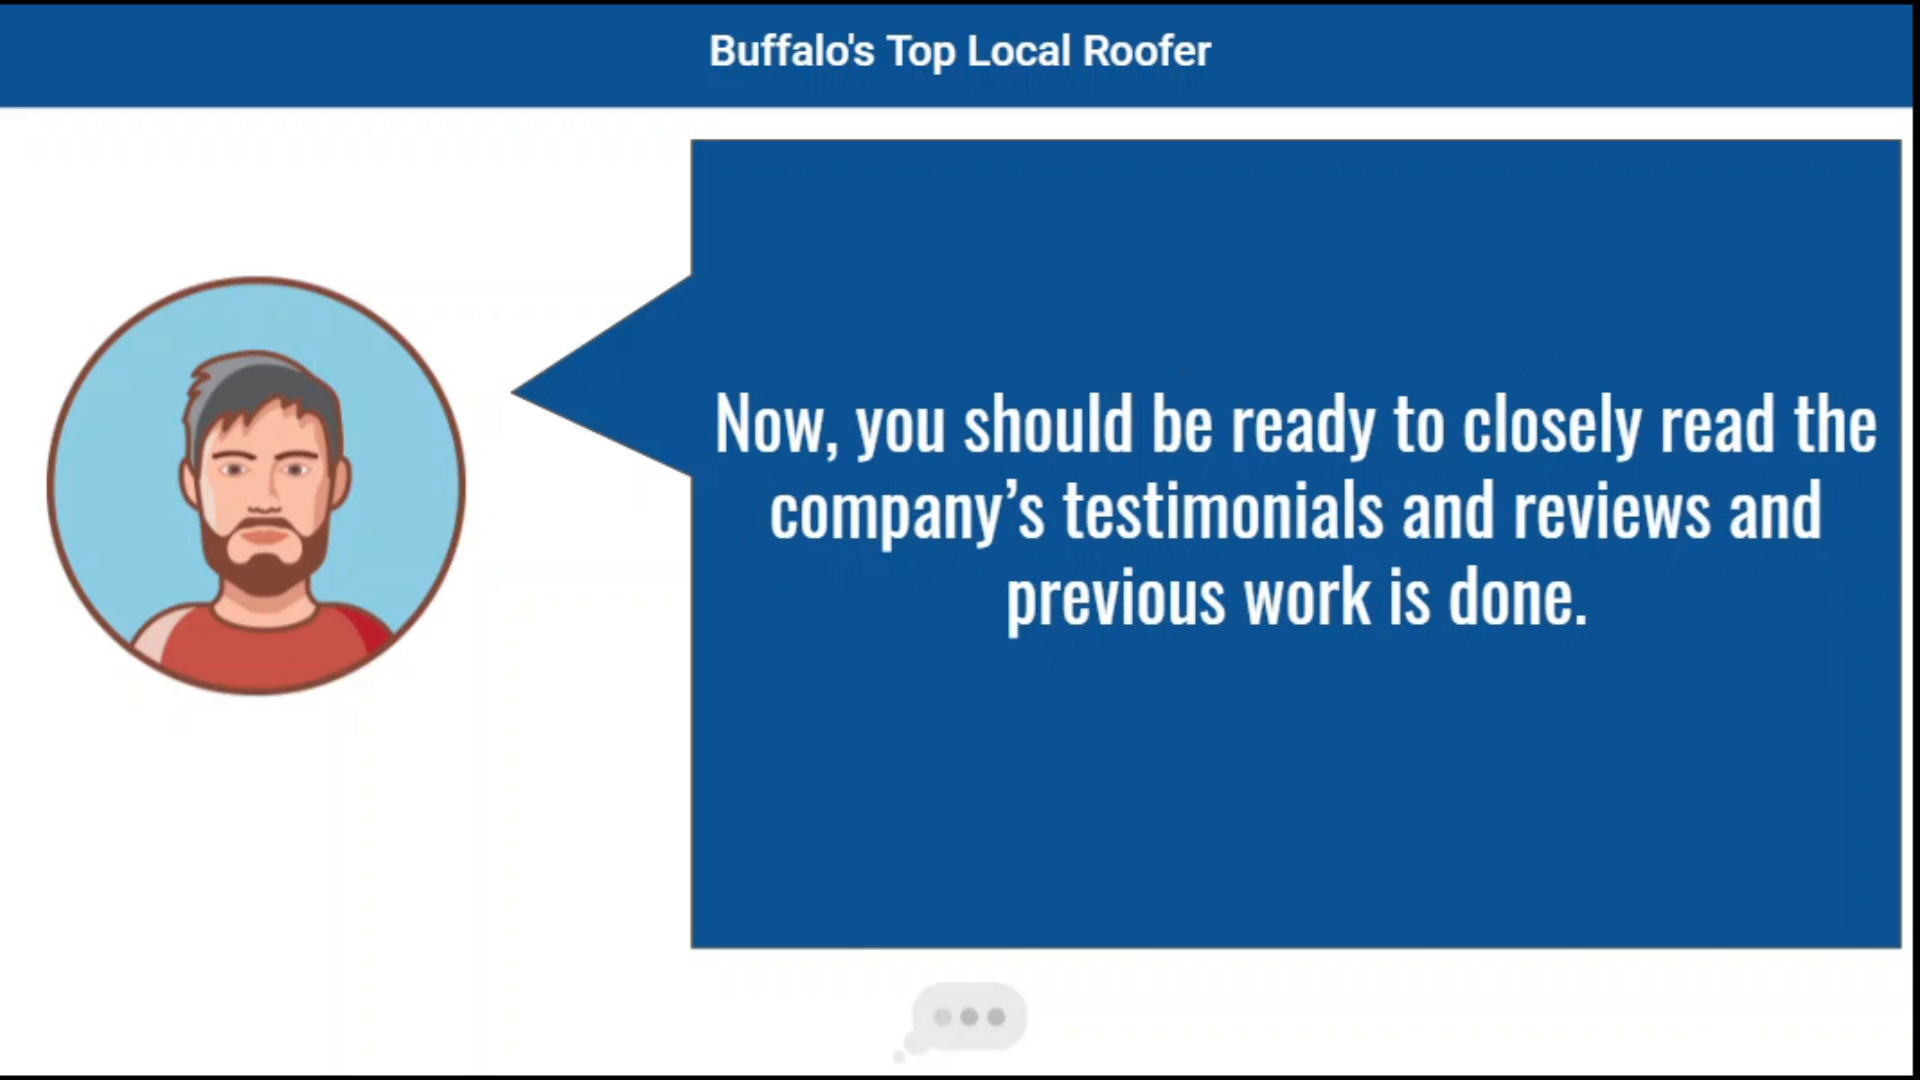 Buffalo's Top Local Roofer
Now, you should be ready to closely read the
company’s testimonials and reviews and
previous work is done.